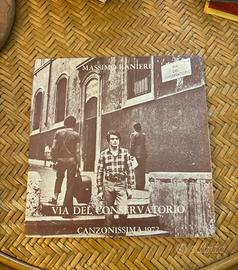 MASSIMO RANIERI
VIA DEL CONSERVATORIO
CANZONISSIMA 1972